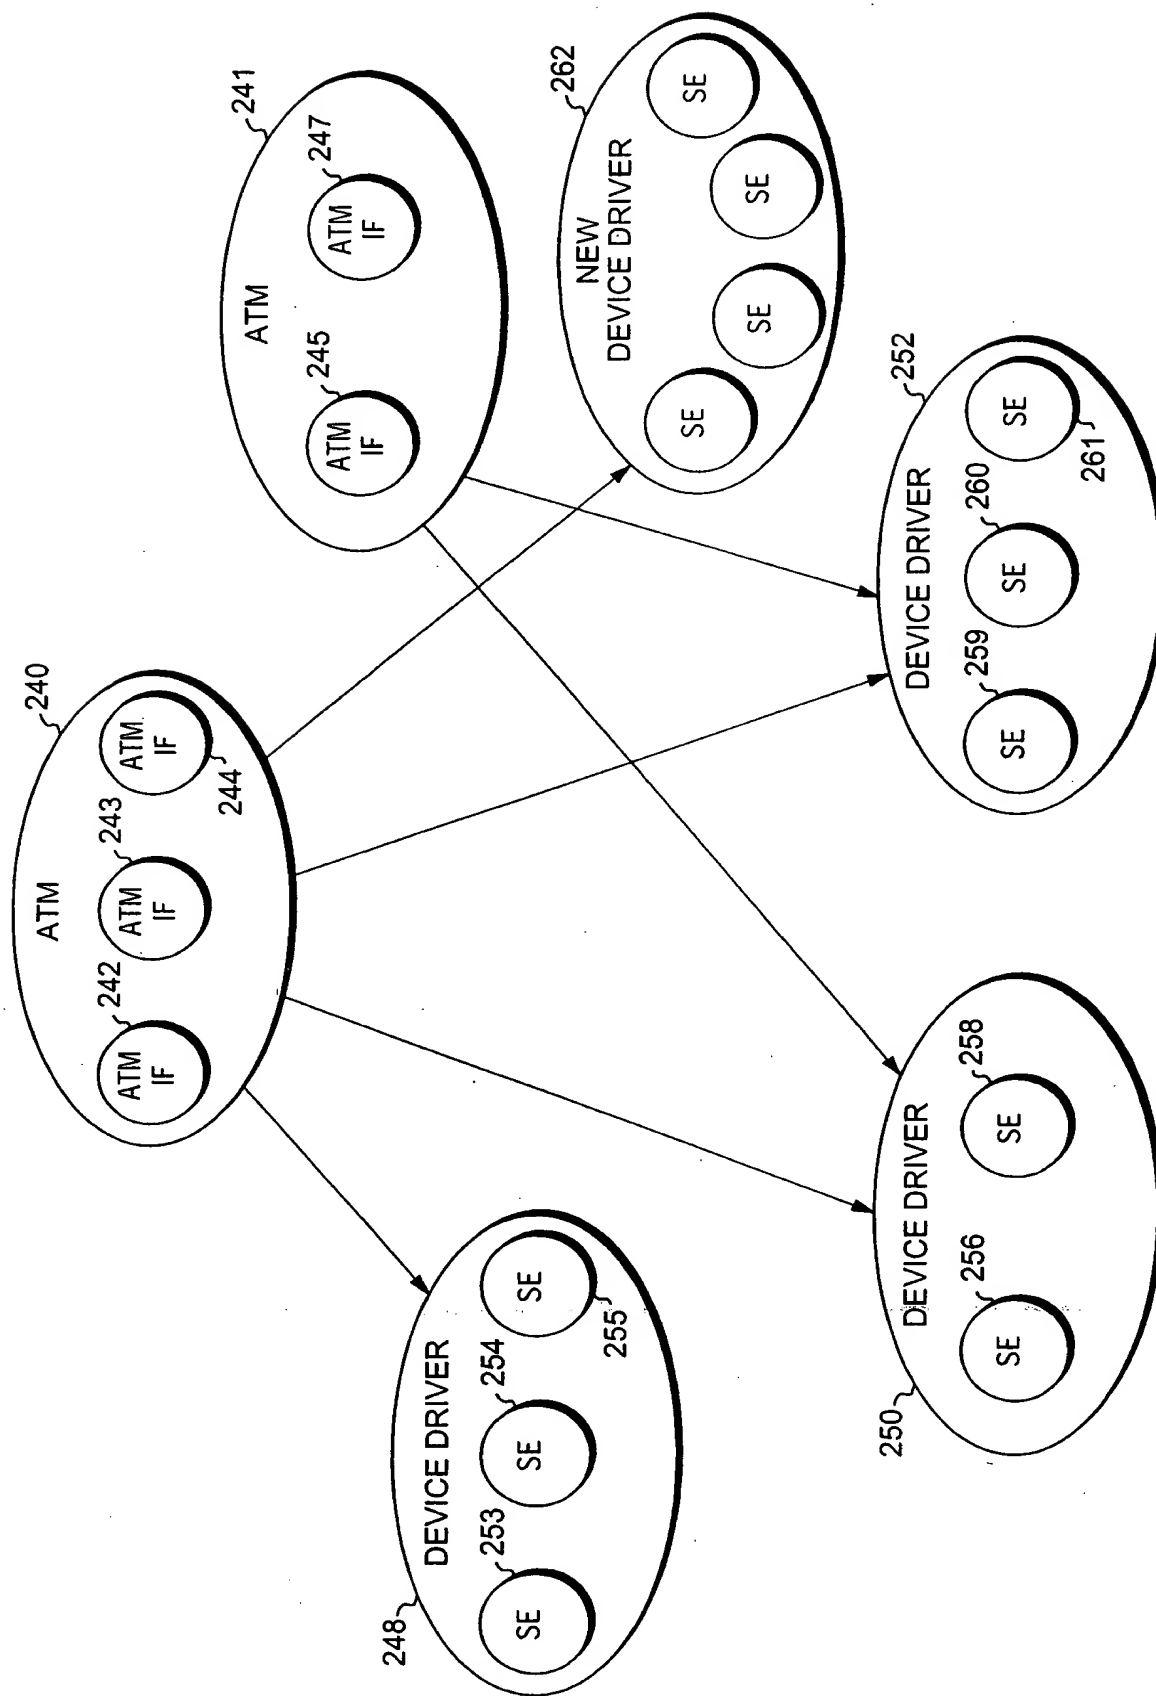 ATM
240
ATM
IF
242
ATM
IF
243
ATM
IF
244
ATM
241
ATM
IF
245
ATM
IF
247
DEVICE DRIVER
248
SE
253
SE
254
SE
255
NEW
DEVICE DRIVER
262
SE
SE
SE
SE
DEVICE DRIVER
250
SE
256
SE
258
DEVICE DRIVER
252
SE
259
SE
260
SE
261